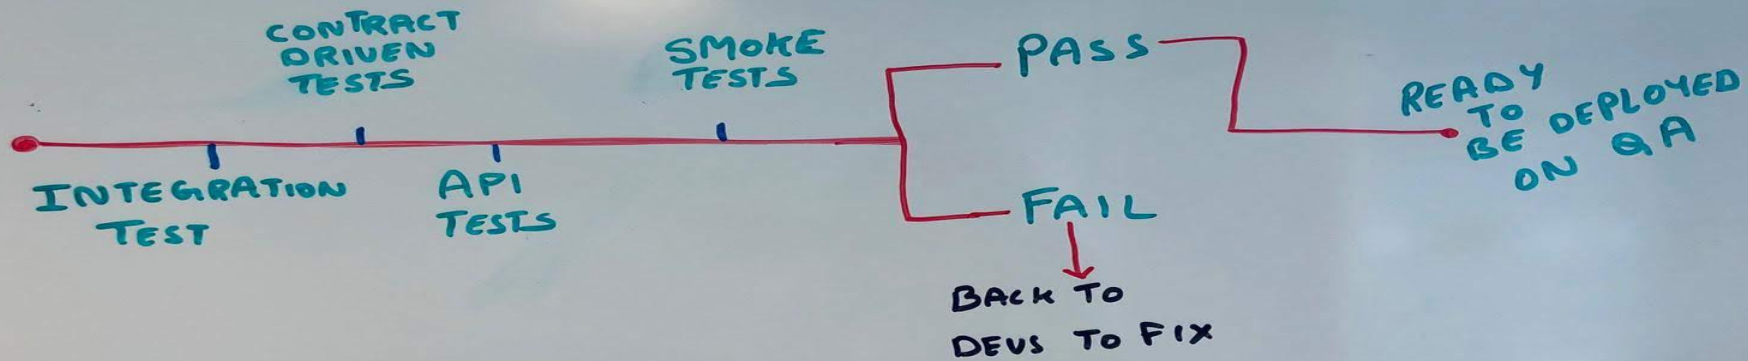 INTEGRATION
TEST
CONTRACT
DRIVEN
TESTS
API
TESTS
SMOKE
TESTS
PASS
FAIL
BACK TO
DEVS TO FIX
READY
TO
BE DEPLOYED
ON QA